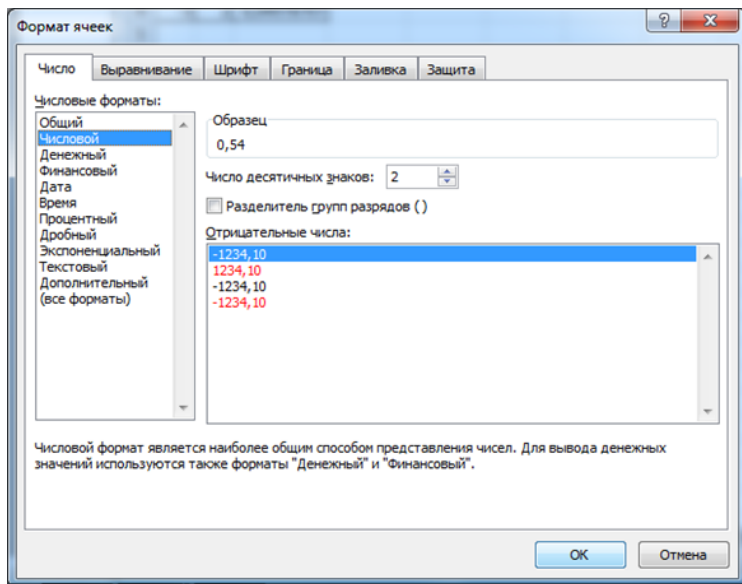 Формат ячеек
Число Выравнивание Шрифт Граница Заливка Защита
Числовые форматы:
Общий
Числовой
Денежный
Финансовый
Дата
Время
Процентный
Дробный
Экспоненциальный
Текстовый
Дополнительный
(все форматы)
Образец
0,54
Число десятичных знаков: 2
Разделитель групп разрядов ( )
Отрицательные числа:
-1234,10
1234,10
-1234,10
-1234,10
Числовой формат является наиболее общим способом представления чисел. Для вывода денежных
значений используются также форматы "Денежный" и "Финансовый".
ОК Отмена